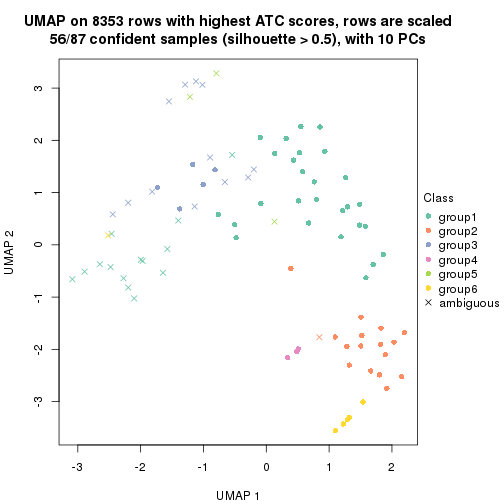 UMAP on 8353 rows with highest ATC scores, rows are scaled
56/87 confident samples (silhouette > 0.5), with 10 PCs
3
2
1
0
-1
-2
-3
UMAP 2
-3
-2
-1
0
1
2
UMAP 1
Class
group1
group2
group3
group4
group5
group6
ambiguous